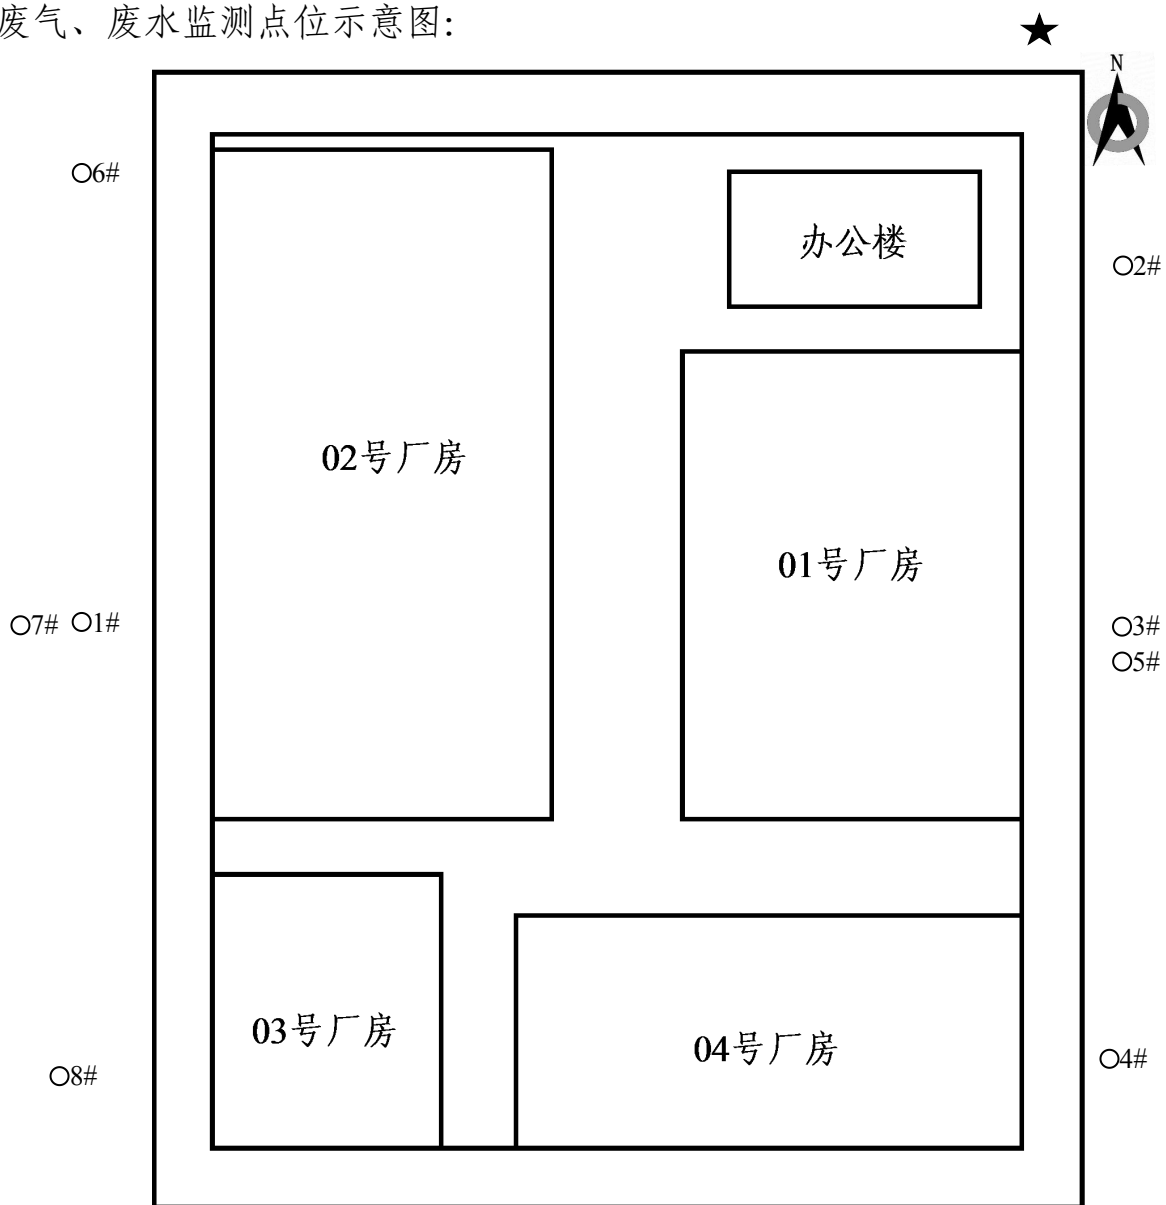 废气、废水监测点位示意图:
★
N
○6#
办公楼
○2#
02号厂房
01号厂房
○7# ○1#
○3#
○5#
03号厂房
04号厂房
○4#
○8#